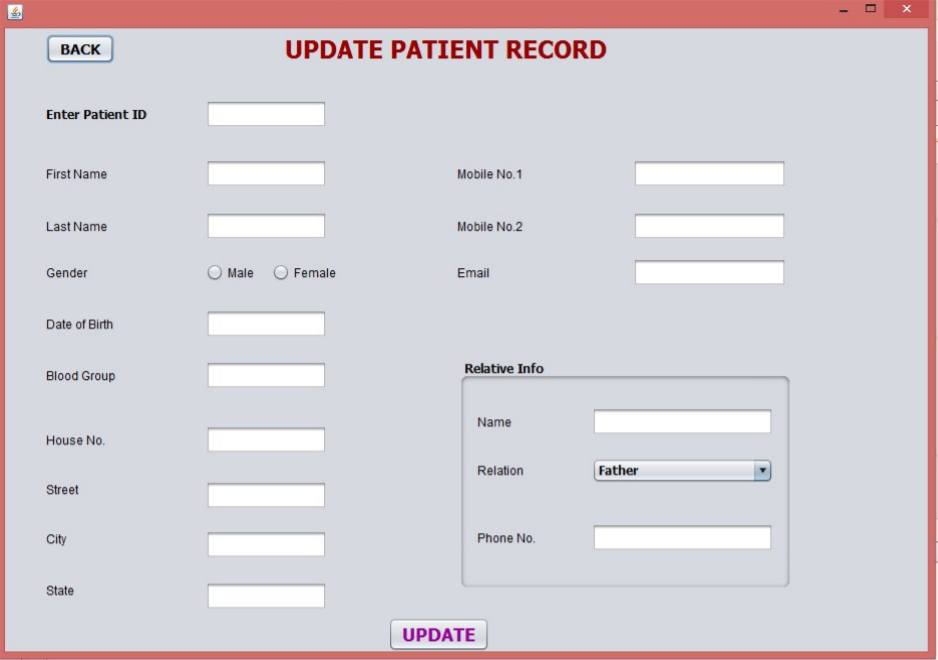 BACK
UPDATE PATIENT RECORD
Enter Patient ID
First Name
Mobile No.1
Last Name
Mobile No.2
Gender
Male
Female
Email
Date of Birth
Blood Group
House No.
Street
City
State
Relative Info
Name
Relation
Father
Phone No.
UPDATE